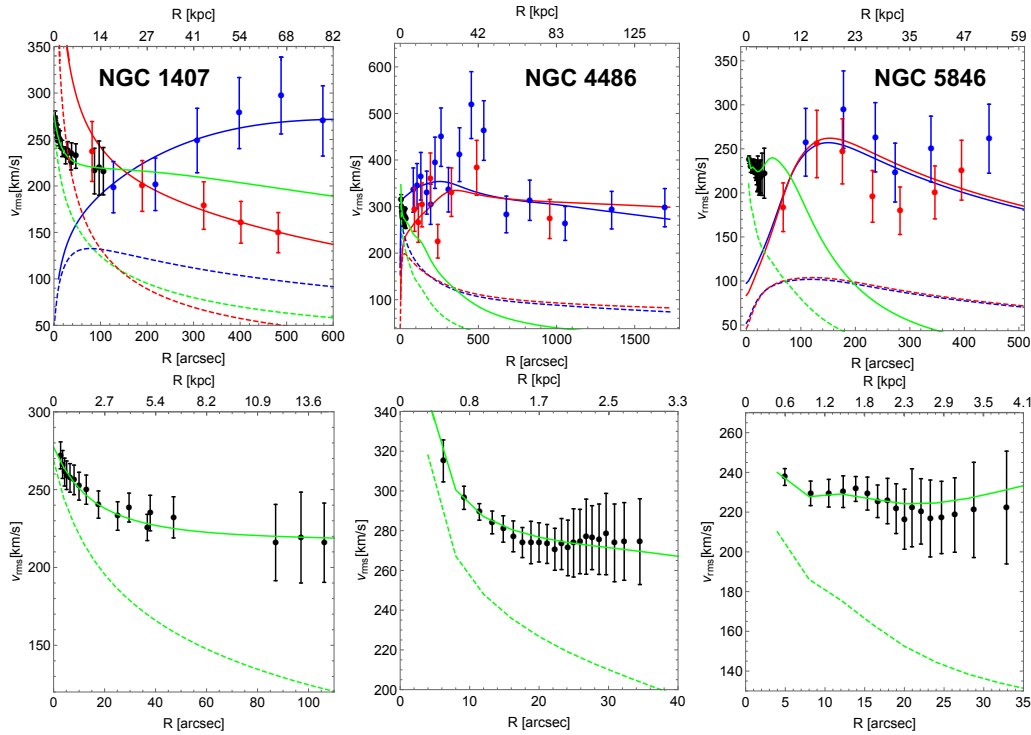 R [kpc]
R [kpc]
R [kpc]
0 14 27 41 54 68 82
0 42 83 125
0 12 23 35 47 59
NGC 1407
NGC 4486
NGC 5846
350
300
250
200
150
100
50
vrms[km/s]
0 100 200 300 400 500 600
R [arcsec]
600
500
400
300
200
100
vrms[km/s]
0 500 1000 1500
R [arcsec]
350
300
250
200
150
100
50
vrms[km/s]
0 100 200 300 400 500
R [arcsec]
R [kpc]
R [kpc]
R [kpc]
0 2.7 5.4 8.2 10.9 13.6
0 0.8 1.7 2.5 3.3
0 0.6 1.2 1.8 2.3 2.9 3.5 4.1
300
250
200
150
vrms[km/s]
0 20 40 60 80 100
R [arcsec]
340
320
300
280
260
240
220
200
vrms[km/s]
0 10 20 30 40
R [arcsec]
260
240
220
200
180
160
140
vrms[km/s]
0 5 10 15 20 25 30 35
R [arcsec]